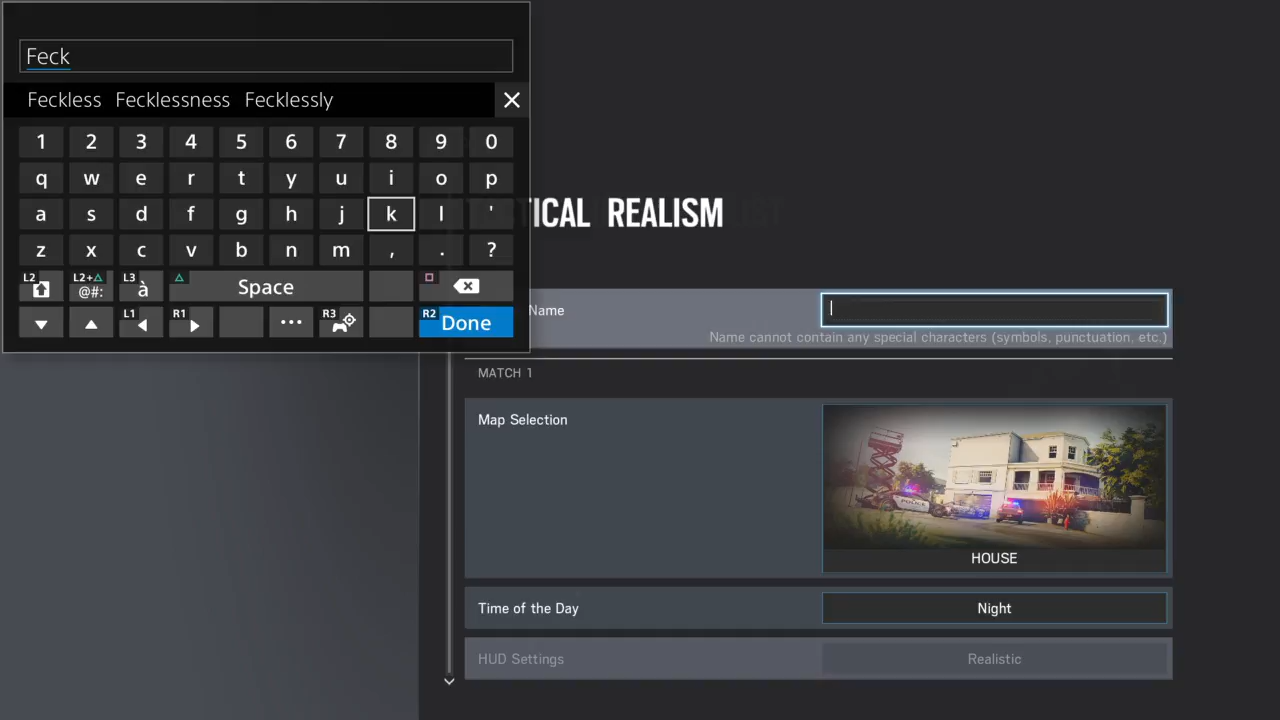 Feck
Feckless Fecklessness Fecklessly
1 2 3 4 5 6 7 8 9 0
q w e r t y u i o p
a s d f g h j k l '
z x c v b n m , . ?
L2 L2+△ @#: L3 à △ Space □
L1 R1 ... R3 R2 Done
TICAL REALISM
Name
Name cannot contain any special characters (symbols, punctuation, etc.)
MATCH 1
Map Selection
HOUSE
Time of the Day Night
HUD Settings Realistic